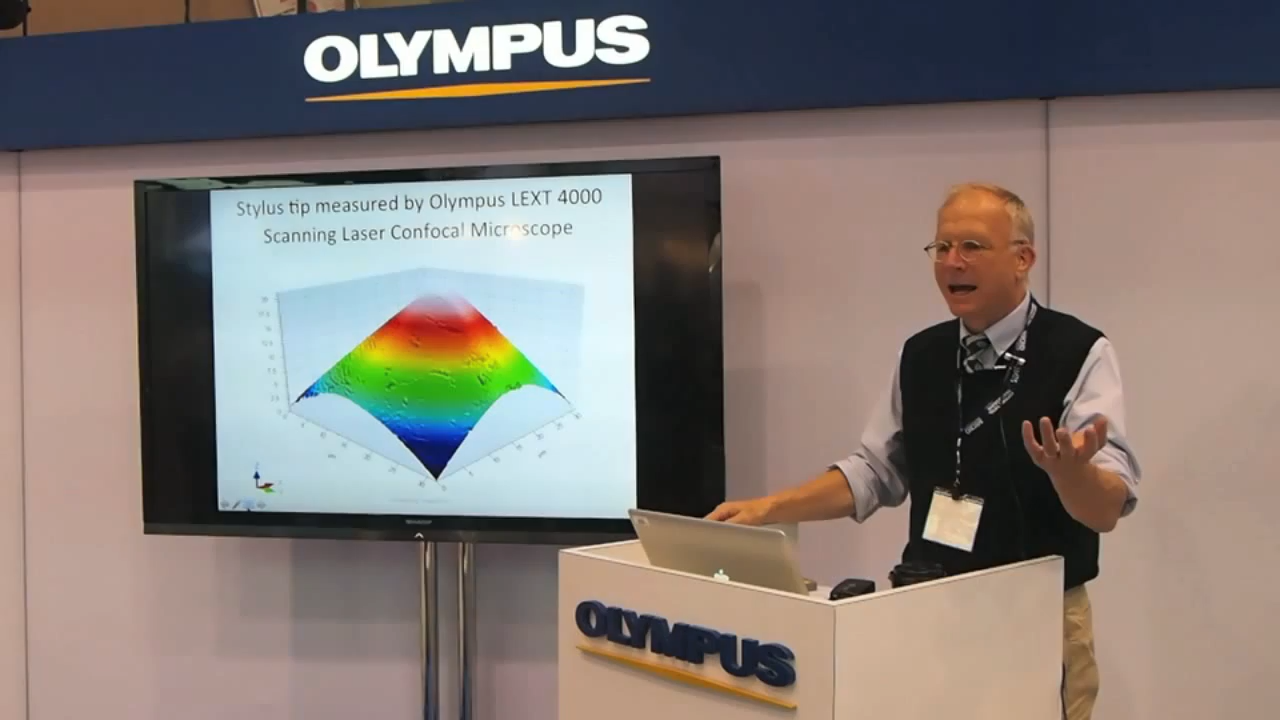 OLYMPUS
Stylus tip measured by Olympus LEXT 4000
Scanning Laser Confocal Microscope
OLYMPUS